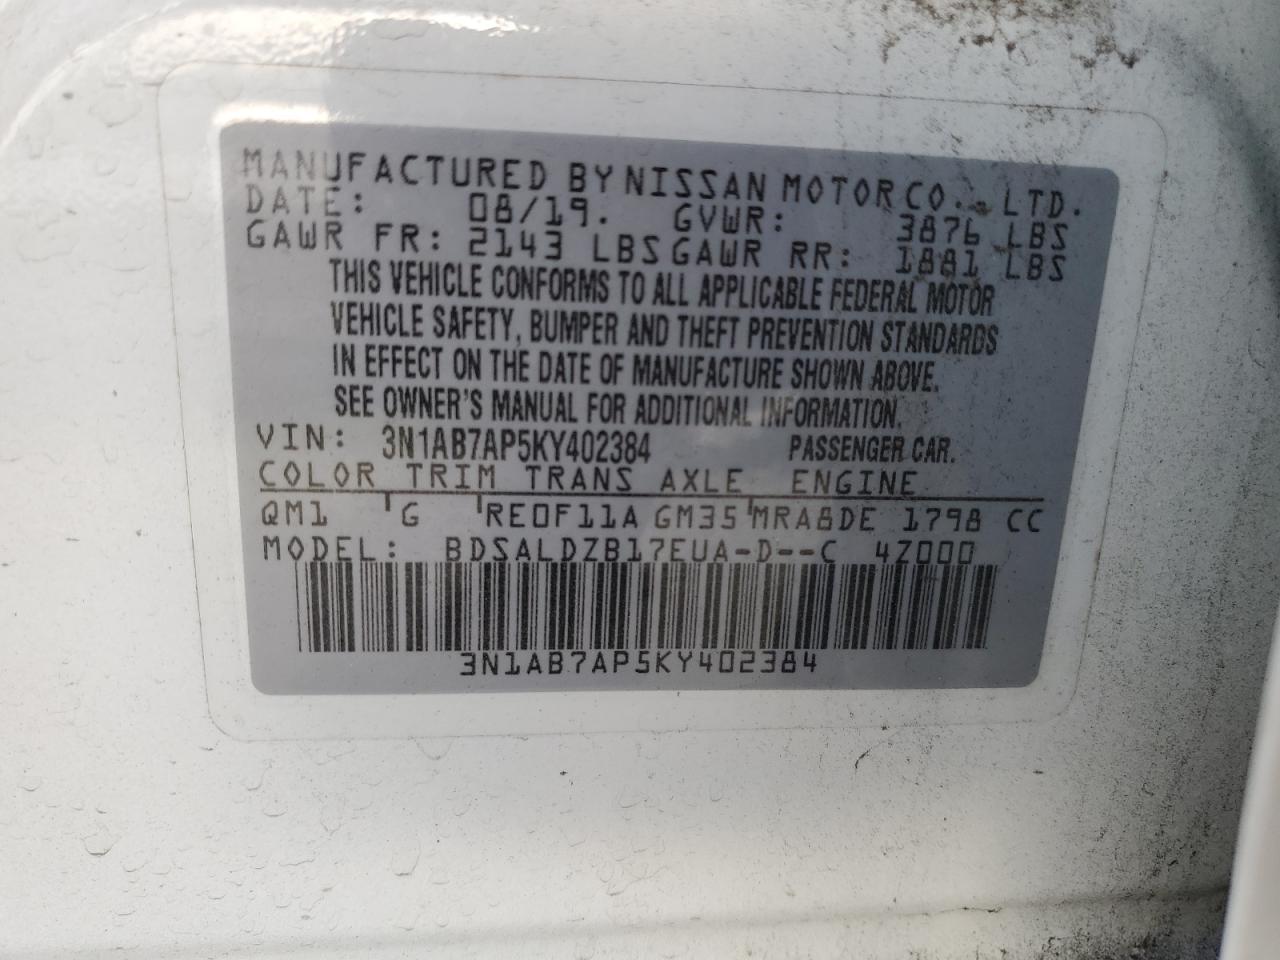 MANUFACTURED BY NISSAN MOTOR CO., LTD.
DATE: 08/19. GVWR: 3876 LBS
GAWR FR: 2143 LBS GAWR RR: 1881 LBS
THIS VEHICLE CONFORMS TO ALL APPLICABLE FEDERAL MOTOR
VEHICLE SAFETY, BUMPER AND THEFT PREVENTION STANDARDS
IN EFFECT ON THE DATE OF MANUFACTURE SHOWN ABOVE.
SEE OWNER'S MANUAL FOR ADDITIONAL INFORMATION.
VIN: 3N1AB7AP5KY402384 PASSENGER CAR.
COLOR TRIM TRANS AXLE ENGINE
QM1 G RE0F11A GM35 MRA8DE 1798 CC
MODEL: BDSALDZB17EUA-D--C 4Z000
3N1AB7AP5KY402384